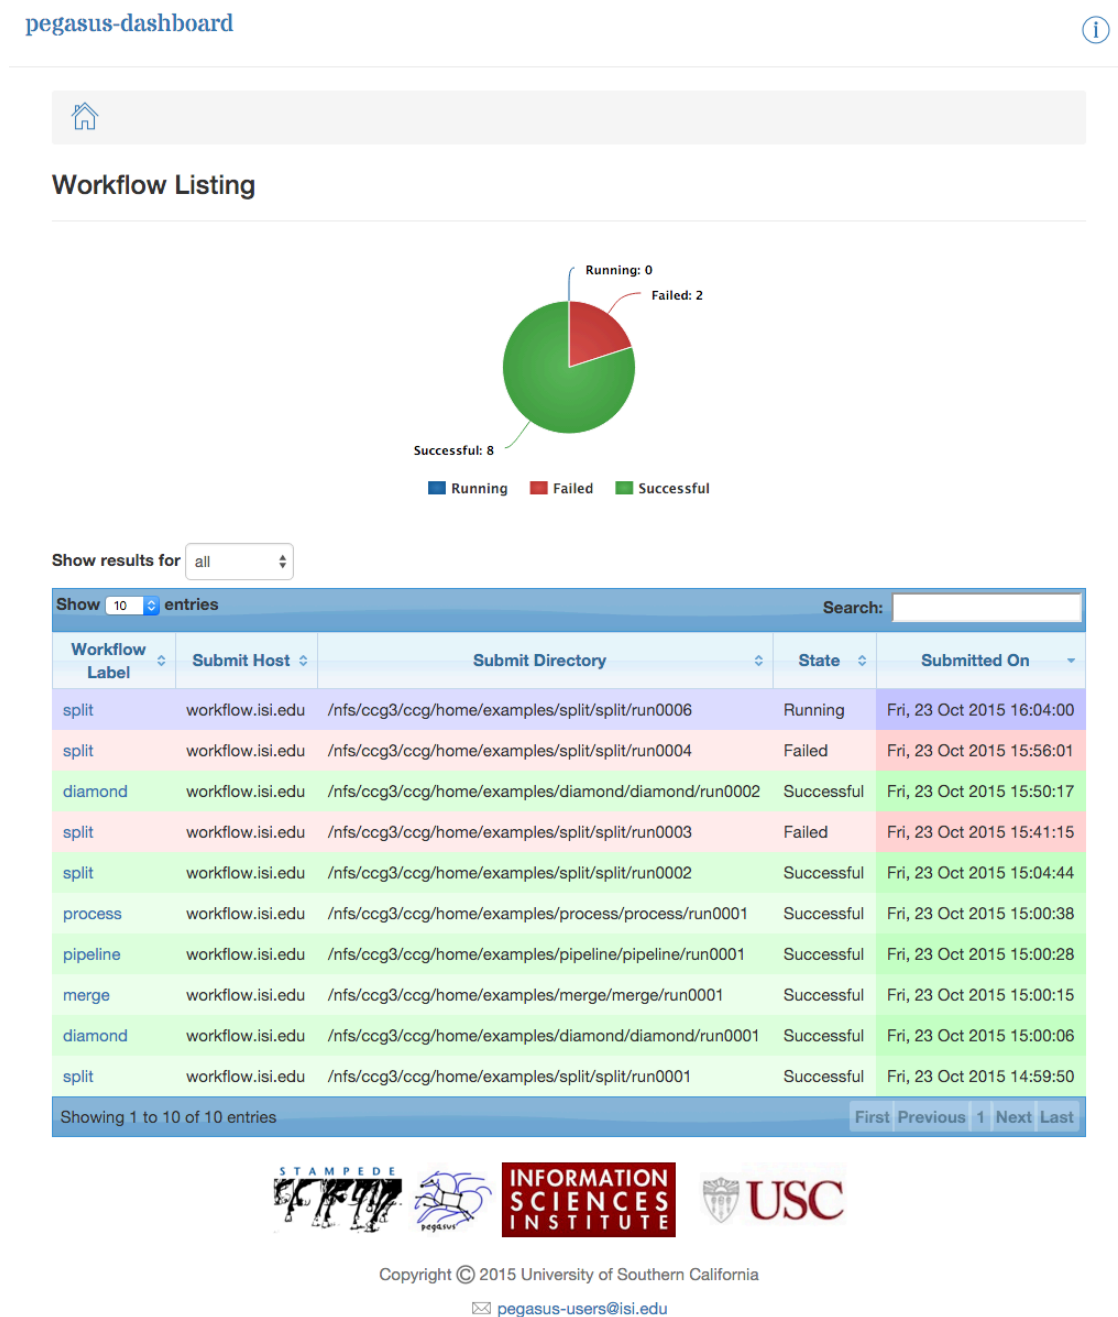 pegasus-dashboard
i
Workflow Listing
Running: 0
Failed: 2
Successful: 8
Running Failed Successful
Show results for all
Show 10 entries Search:
Workflow Label Submit Host Submit Directory State Submitted On
split workflow.isi.edu /nfs/ccg3/ccg/home/examples/split/split/run0006 Running Fri, 23 Oct 2015 16:04:00
split workflow.isi.edu /nfs/ccg3/ccg/home/examples/split/split/run0004 Failed Fri, 23 Oct 2015 15:56:01
diamond workflow.isi.edu /nfs/ccg3/ccg/home/examples/diamond/diamond/run0002 Successful Fri, 23 Oct 2015 15:50:17
split workflow.isi.edu /nfs/ccg3/ccg/home/examples/split/split/run0003 Failed Fri, 23 Oct 2015 15:41:15
split workflow.isi.edu /nfs/ccg3/ccg/home/examples/split/split/run0002 Successful Fri, 23 Oct 2015 15:04:44
process workflow.isi.edu /nfs/ccg3/ccg/home/examples/process/process/run0001 Successful Fri, 23 Oct 2015 15:00:38
pipeline workflow.isi.edu /nfs/ccg3/ccg/home/examples/pipeline/pipeline/run0001 Successful Fri, 23 Oct 2015 15:00:28
merge workflow.isi.edu /nfs/ccg3/ccg/home/examples/merge/merge/run0001 Successful Fri, 23 Oct 2015 15:00:15
diamond workflow.isi.edu /nfs/ccg3/ccg/home/examples/diamond/diamond/run0001 Successful Fri, 23 Oct 2015 15:00:06
split workflow.isi.edu /nfs/ccg3/ccg/home/examples/split/split/run0001 Successful Fri, 23 Oct 2015 14:59:50
Showing 1 to 10 of 10 entries First Previous 1 Next Last
STAMPEDE
pegasus
INFORMATION
SCIENCES
INSTITUTE
USC
Copyright © 2015 University of Southern California
pegasus-users@isi.edu